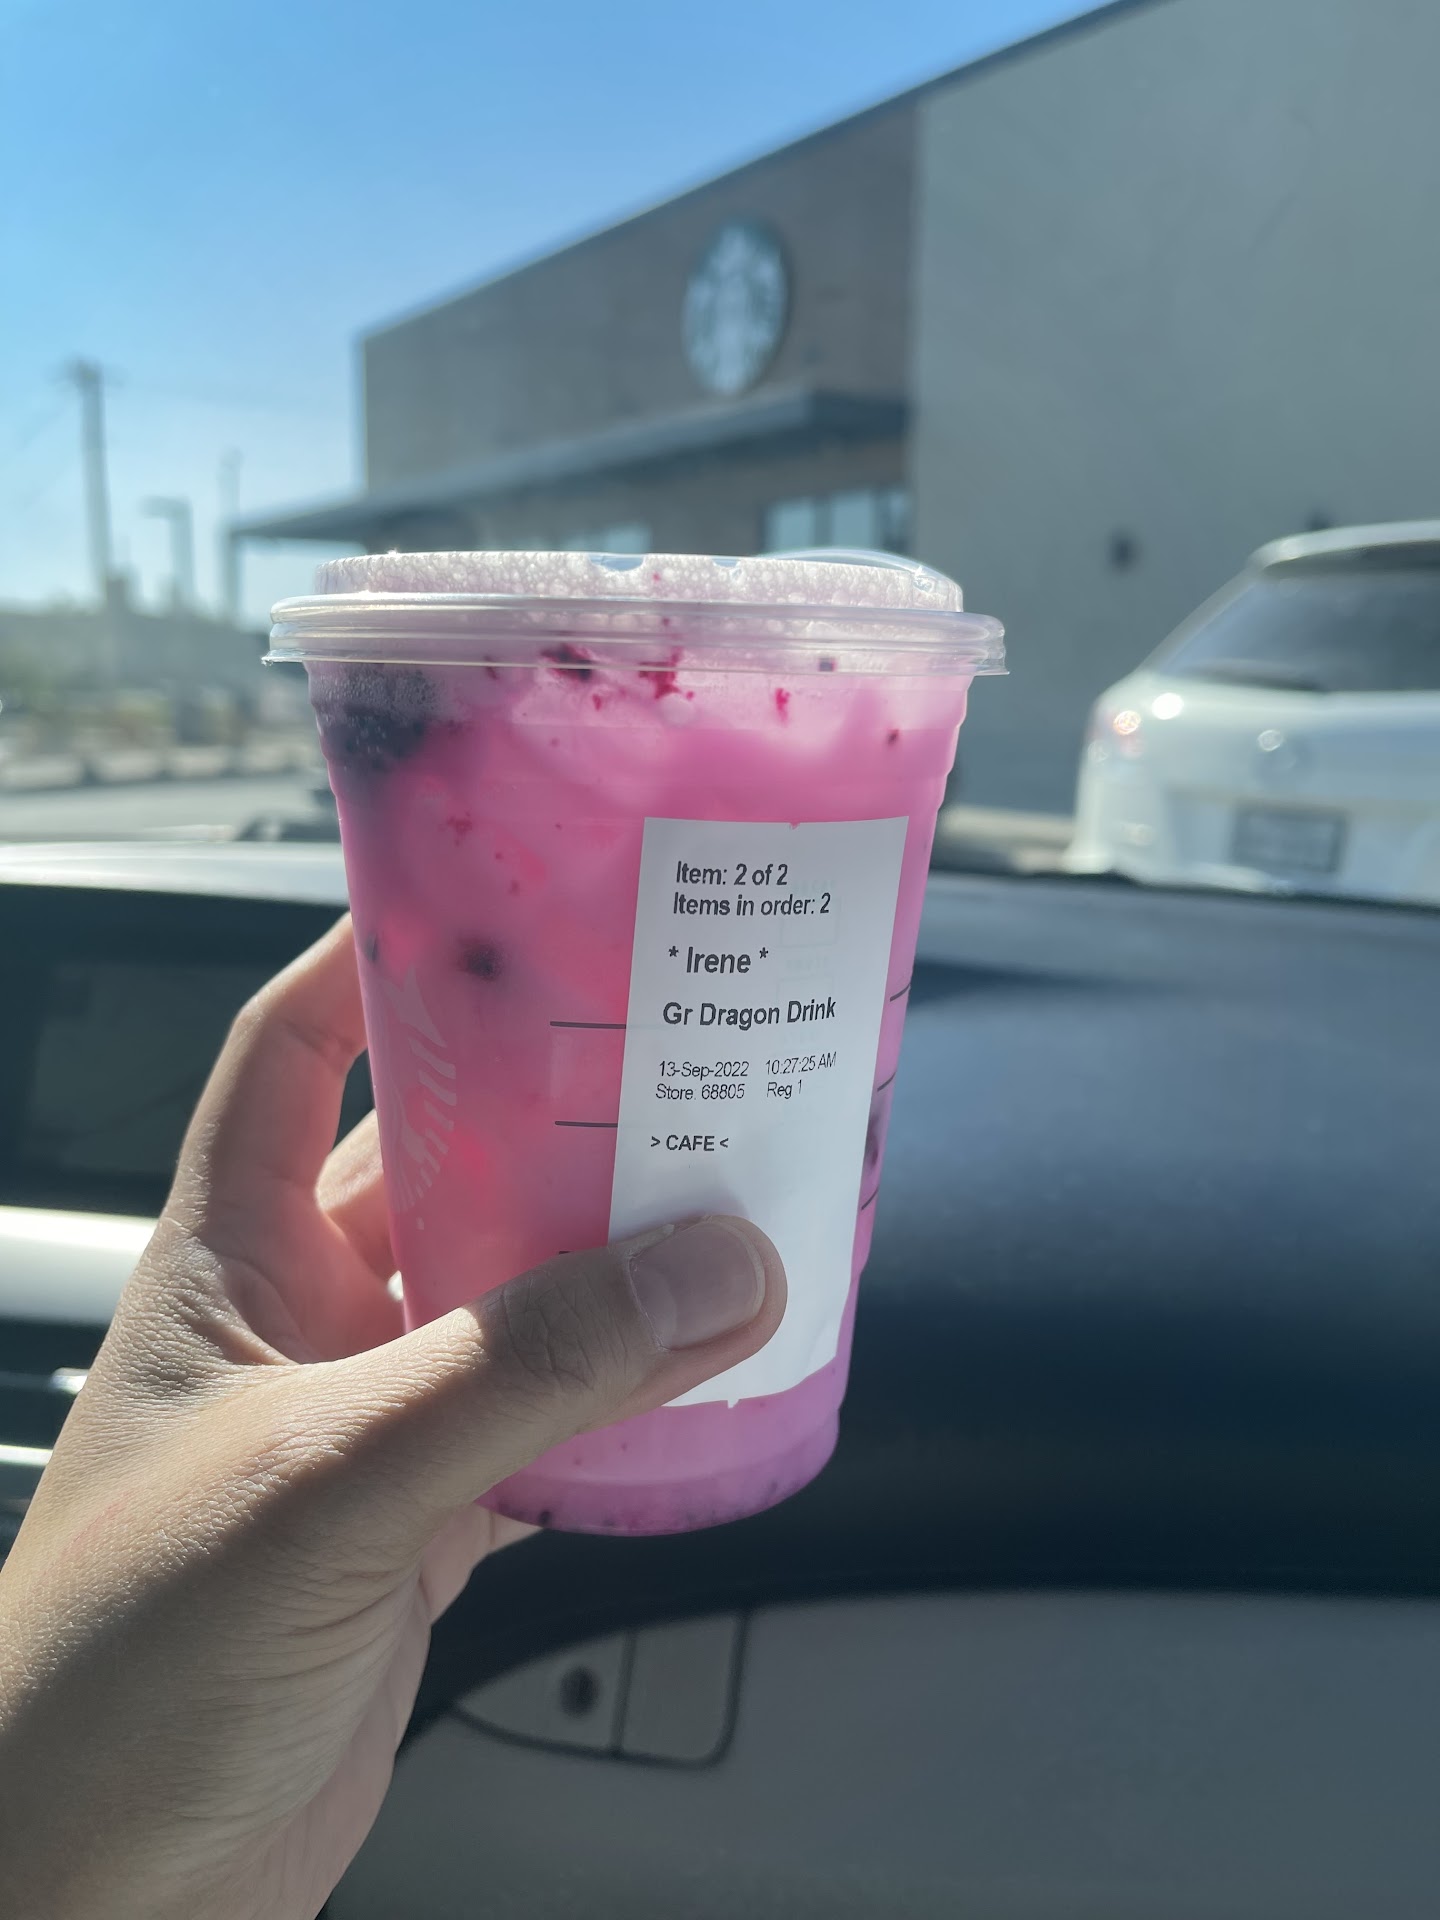 Item: 2 of 2
Items in order: 2
* Irene *
Gr Dragon Drink
13-Sep-2022 10:27:25 AM
Store: 68805 Reg 1
> CAFE <